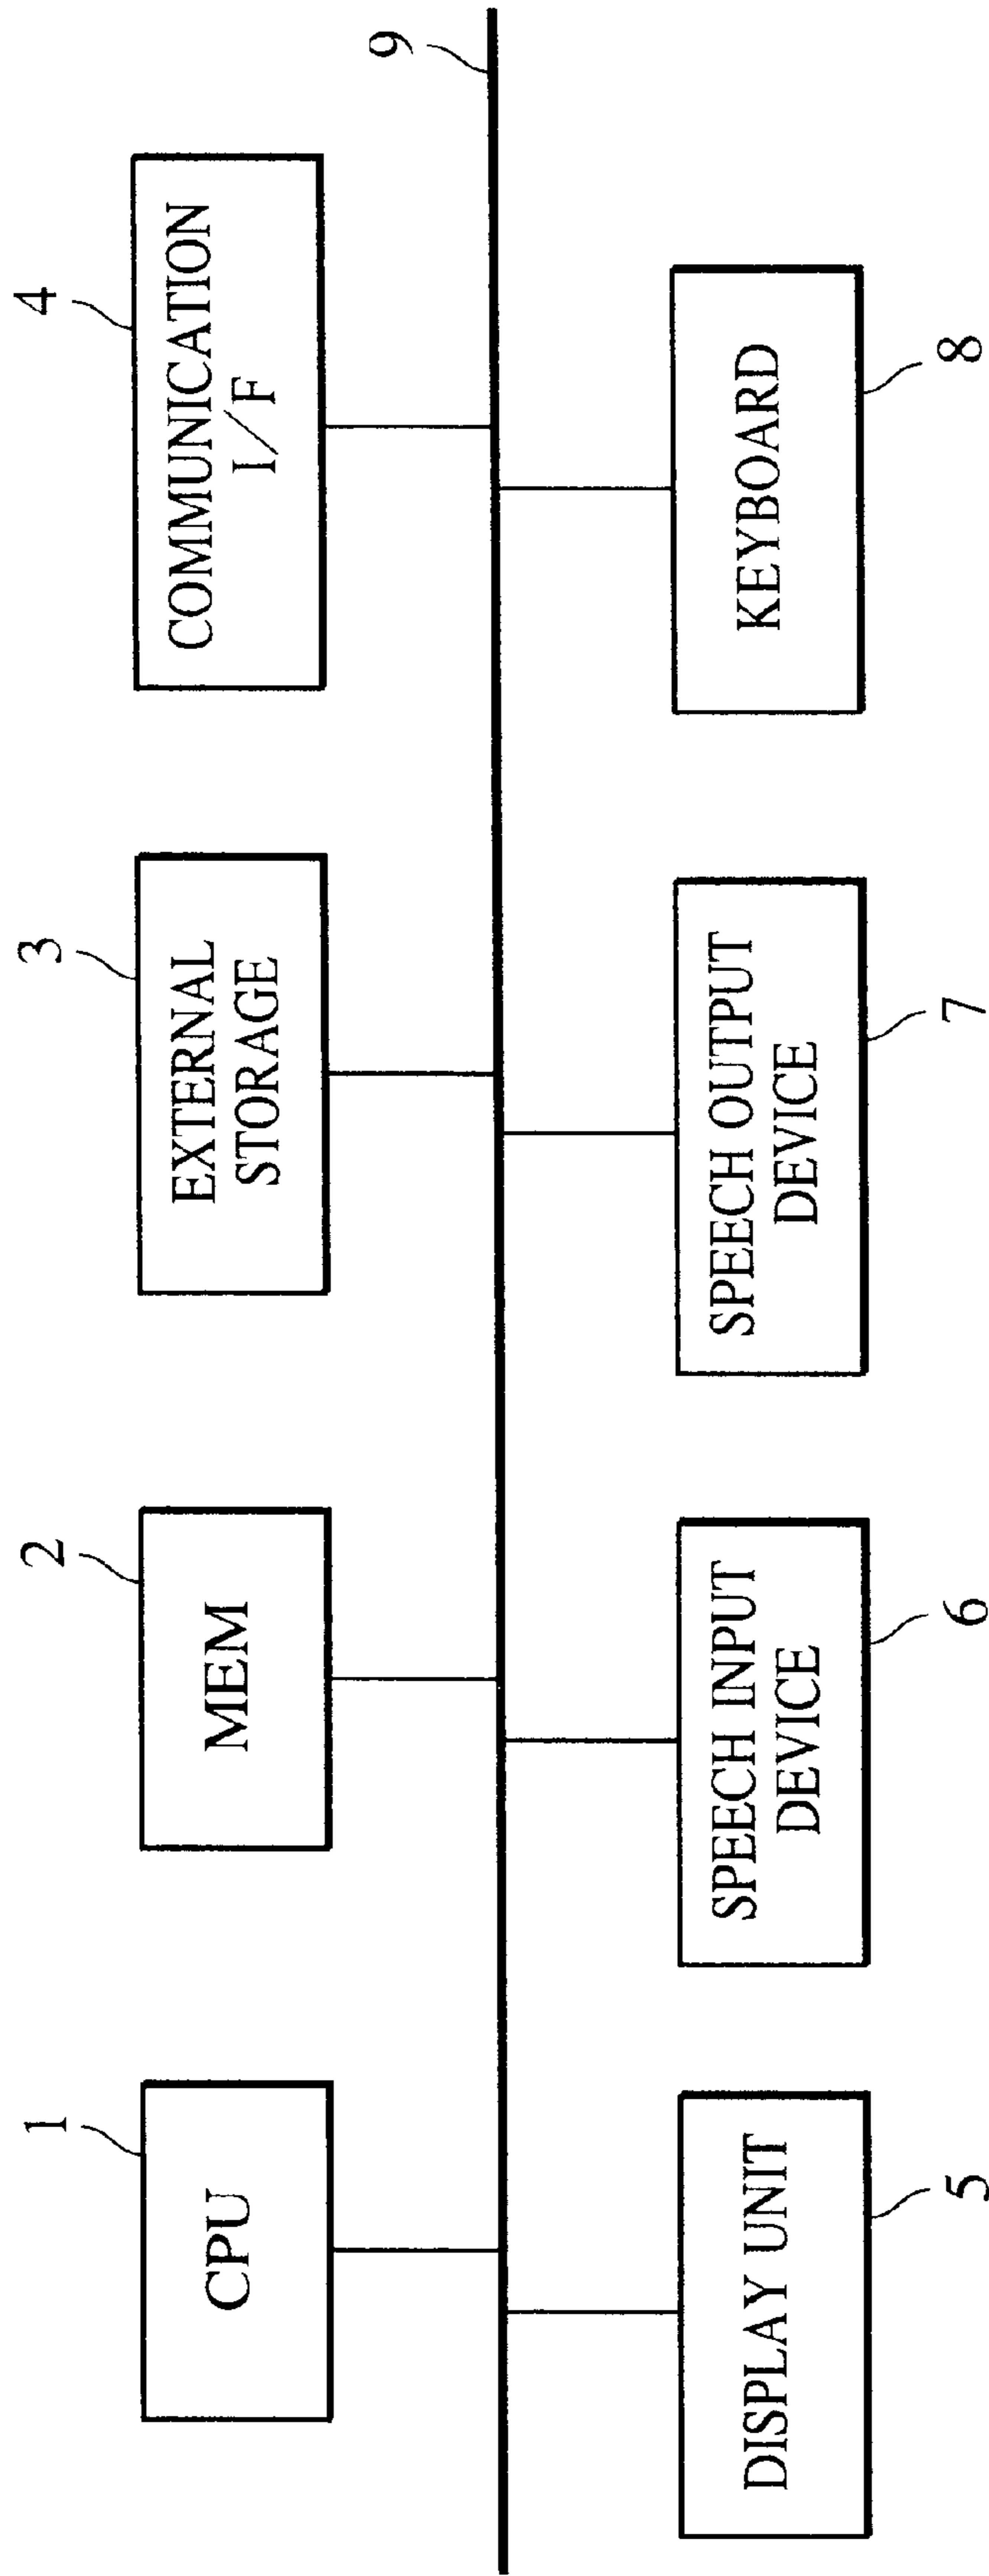 1
CPU
2
MEM
3
EXTERNAL
STORAGE
4
COMMUNICATION
I/F
9
DISPLAY UNIT
5
SPEECH INPUT
DEVICE
6
SPEECH OUTPUT
DEVICE
7
KEYBOARD
8